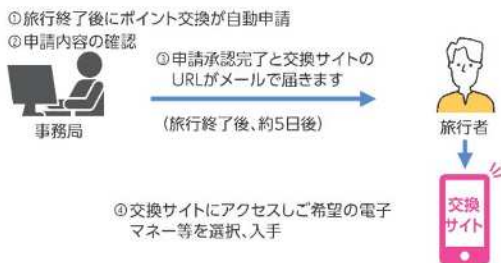 ①旅行終了後にポイント交換が自動申請
②申請内容の確認
③申請承認完了と交換サイトの
URLがメールで届きます
(旅行終了後、約5日後)
事務局
旅行者
④交換サイトにアクセスしご希望の電子
マネー等を選択、入手
交換
サイト